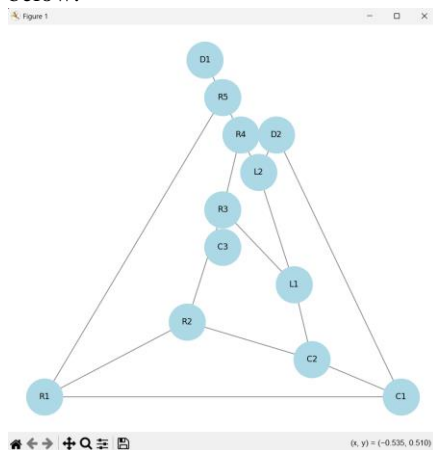 Figure 1
D1
R5
R4 D2
L2
R3
C3
L1
R2
C2
R1 C1
(x, y) = (−0.535, 0.510)